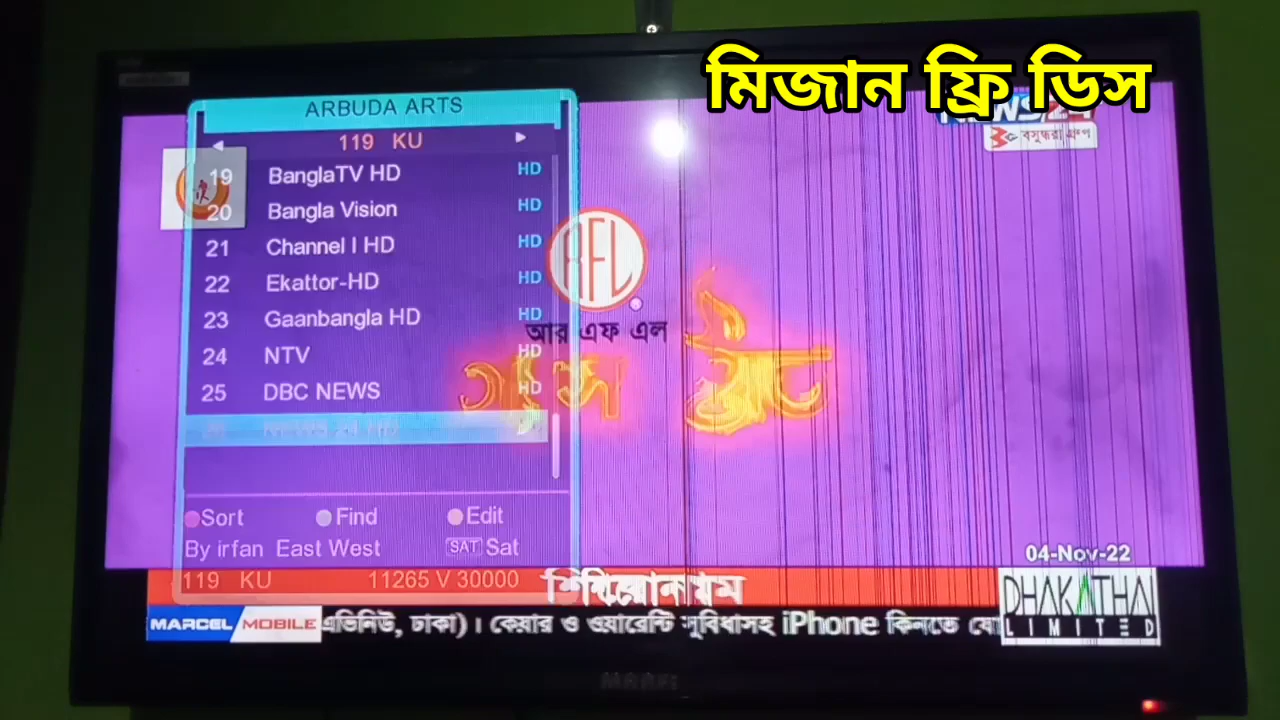 মিজান ফ্রি ডিস
ARBUDA ARTS
119 KU
19 BanglaTV HD HD
20 Bangla Vision HD
21 Channel I HD HD
22 Ekattor-HD HD
23 Gaanbangla HD HD
24 NTV HD
25 DBC NEWS HD
Sort Find Edit
By irfan East West SAT Sat
119 KU 11265 V 30000
NEWS24
বসুন্ধরা গ্রুপ
RFL
আর এফ এল
গ্যাস স্টোভ
04-Nov-22
DHAKATHAI
LIMITED
MARCEL MOBILE
এভিনিউ, ঢাকা)। কেয়ার ও ওয়ারেন্টি সুবিধাসহ iPhone কিনতে যো